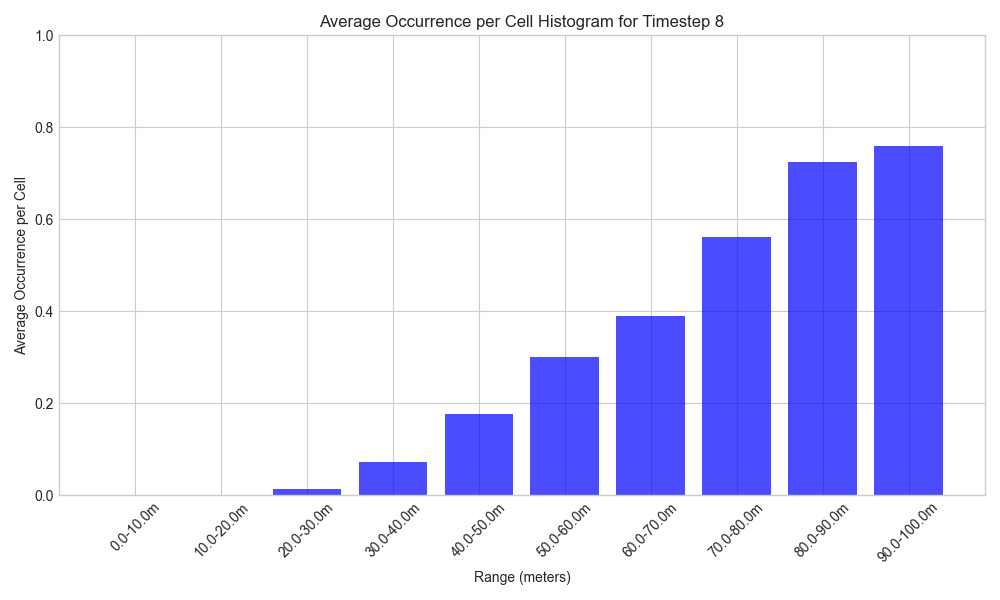 Average Occurrence per Cell Histogram for Timestep 8
Average Occurrence per Cell
1.0
0.8
0.6
0.4
0.2
0.0
0.0-10.0m
10.0-20.0m
20.0-30.0m
30.0-40.0m
40.0-50.0m
50.0-60.0m
60.0-70.0m
70.0-80.0m
80.0-90.0m
90.0-100.0m
Range (meters)